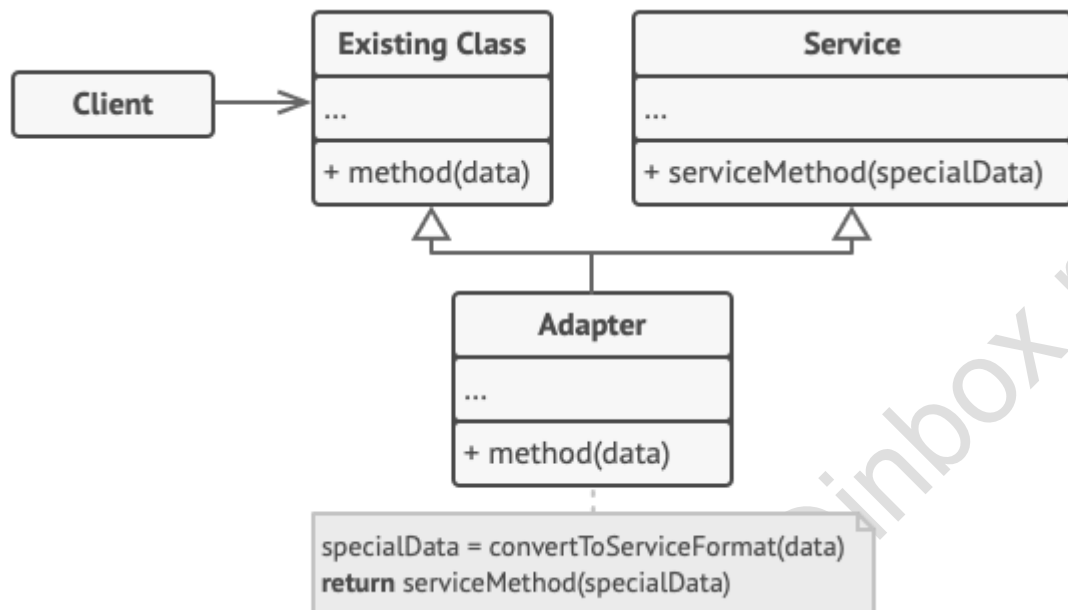 Client
Existing Class
...
+ method(data)
Service
...
+ serviceMethod(specialData)
Adapter
...
+ method(data)
specialData = convertToServiceFormat(data)
return serviceMethod(specialData)